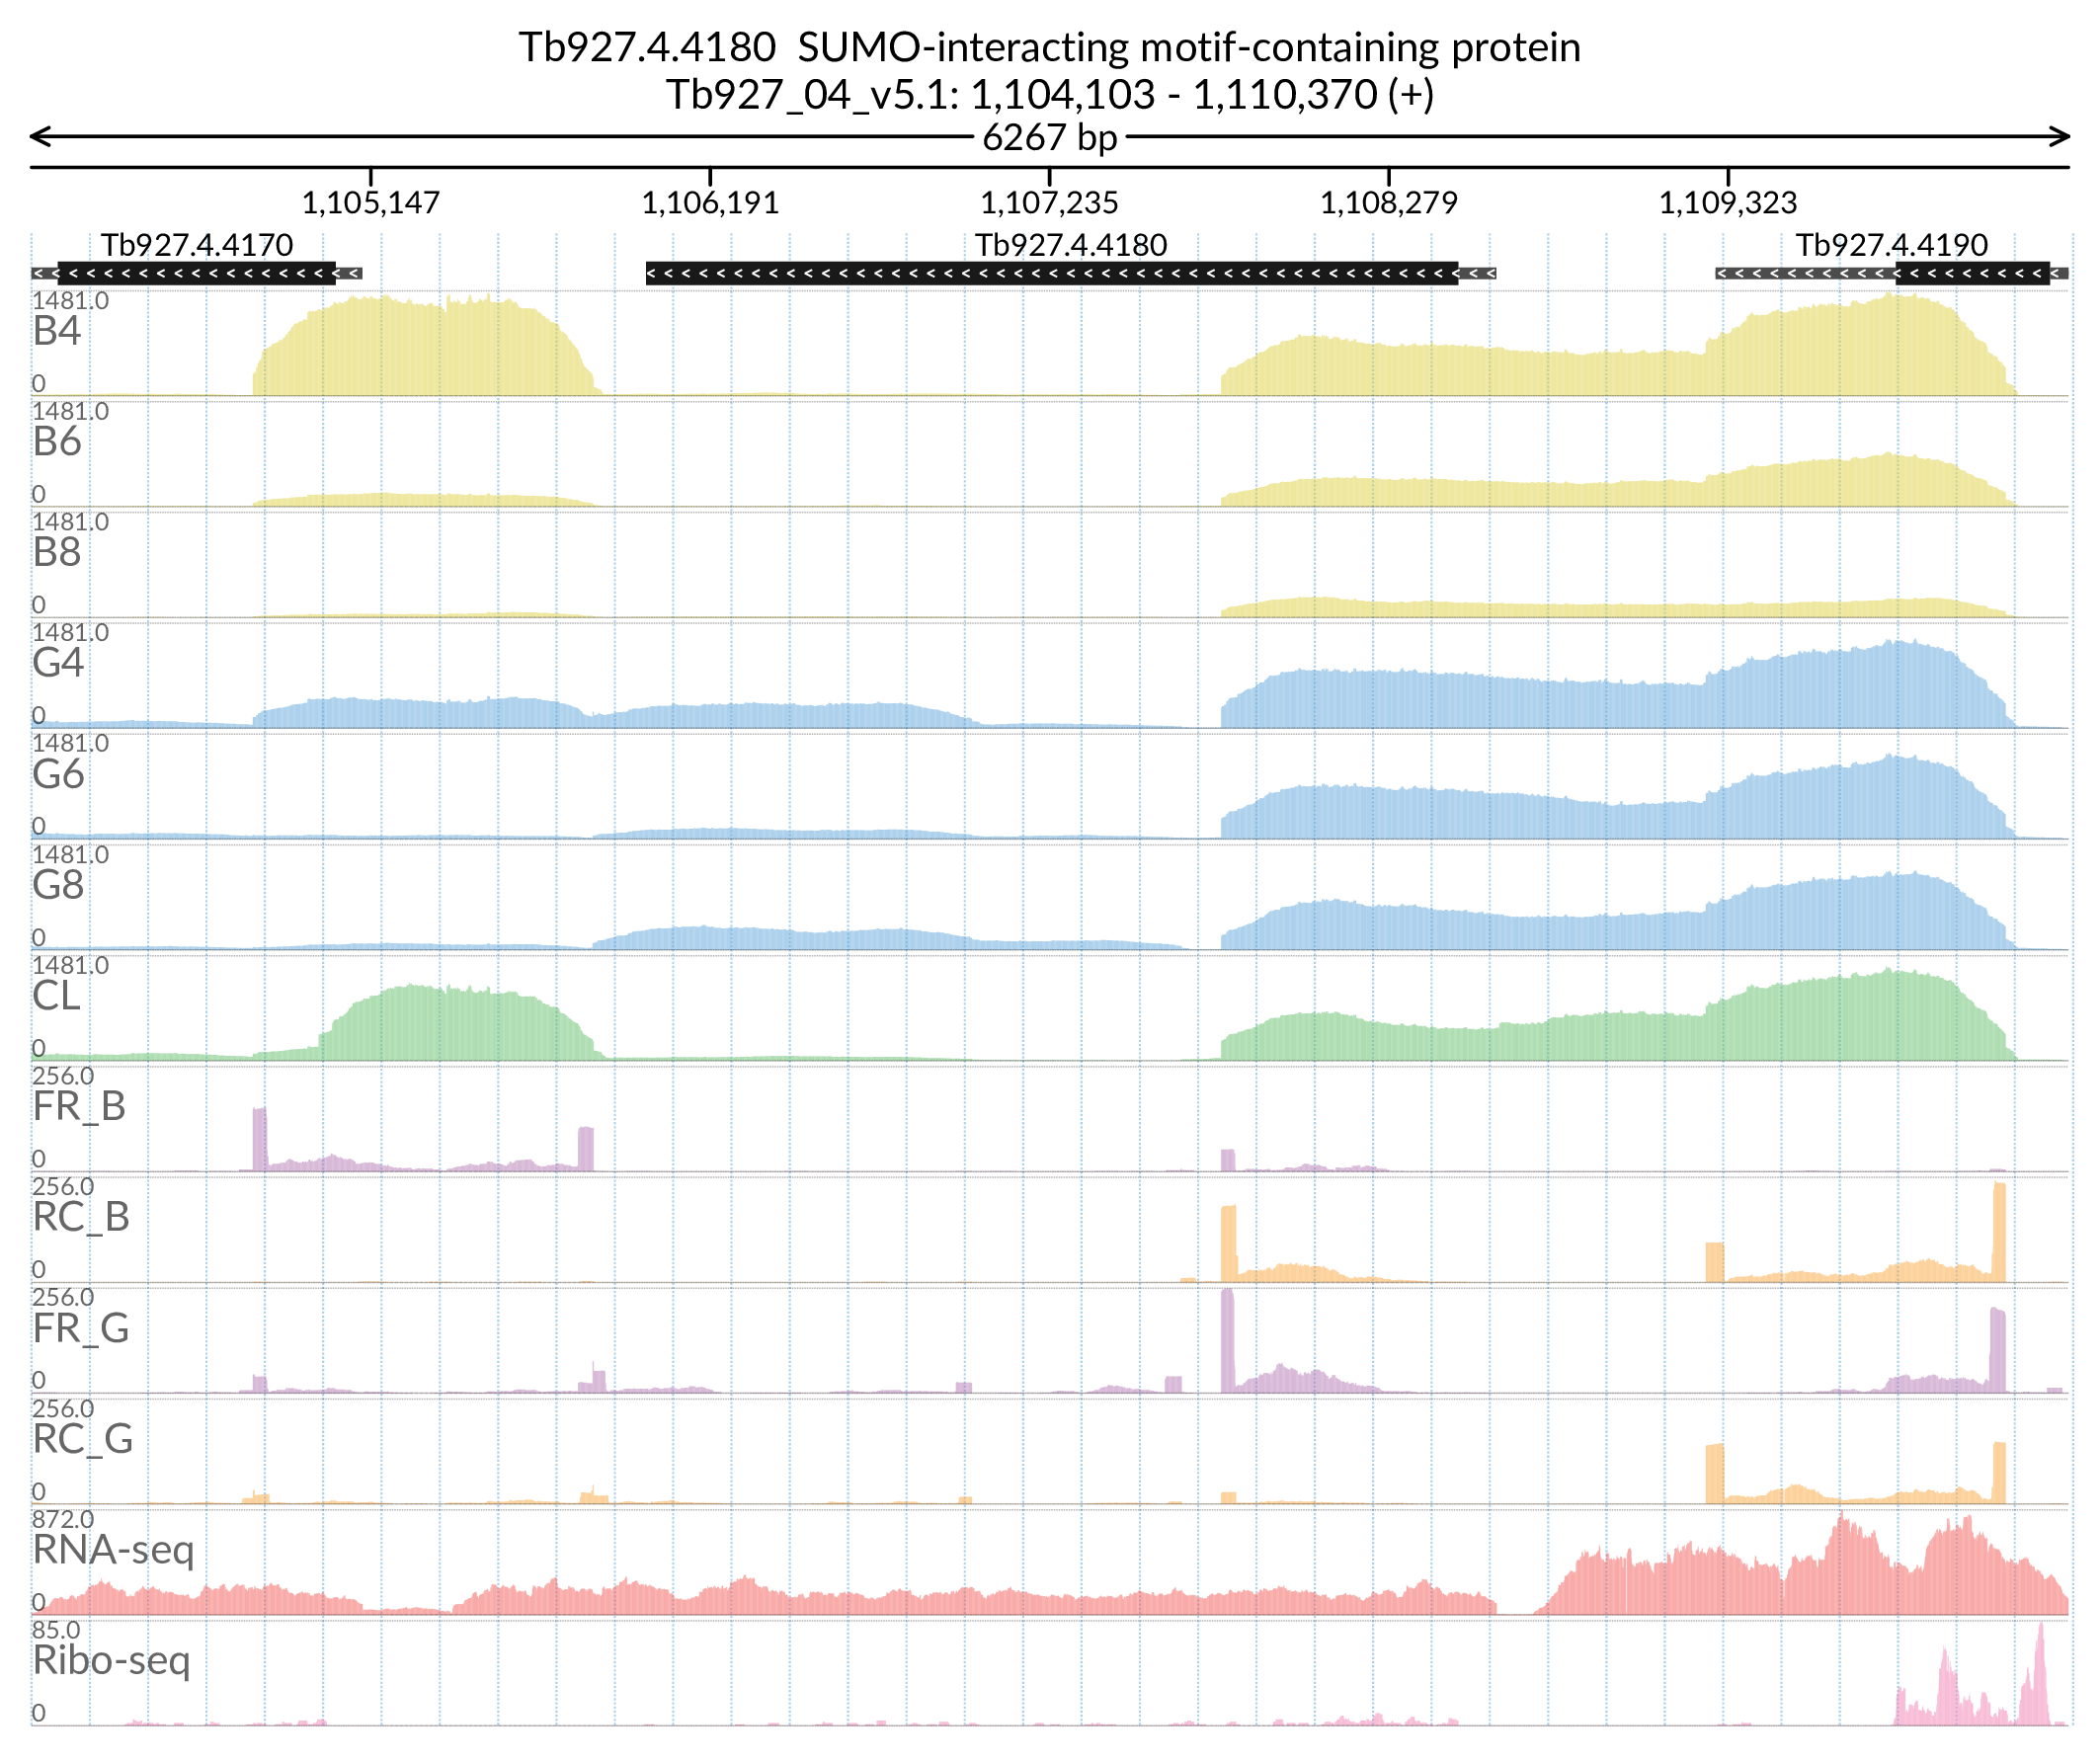 Tb927.4.4180  SUMO-interacting motif-containing protein
Tb927_04_v5.1: 1,104,103 - 1,110,370 (+)
6267 bp
1,105,147 1,106,191 1,107,235 1,108,279 1,109,323
Tb927.4.4170 Tb927.4.4180 Tb927.4.4190
1481.0
B4
0
1481.0
B6
0
1481.0
B8
0
1481.0
G4
0
1481.0
G6
0
1481.0
G8
0
1481.0
CL
0
256.0
FR_B
0
256.0
RC_B
0
256.0
FR_G
0
256.0
RC_G
0
872.0
RNA-seq
0
85.0
Ribo-seq
0